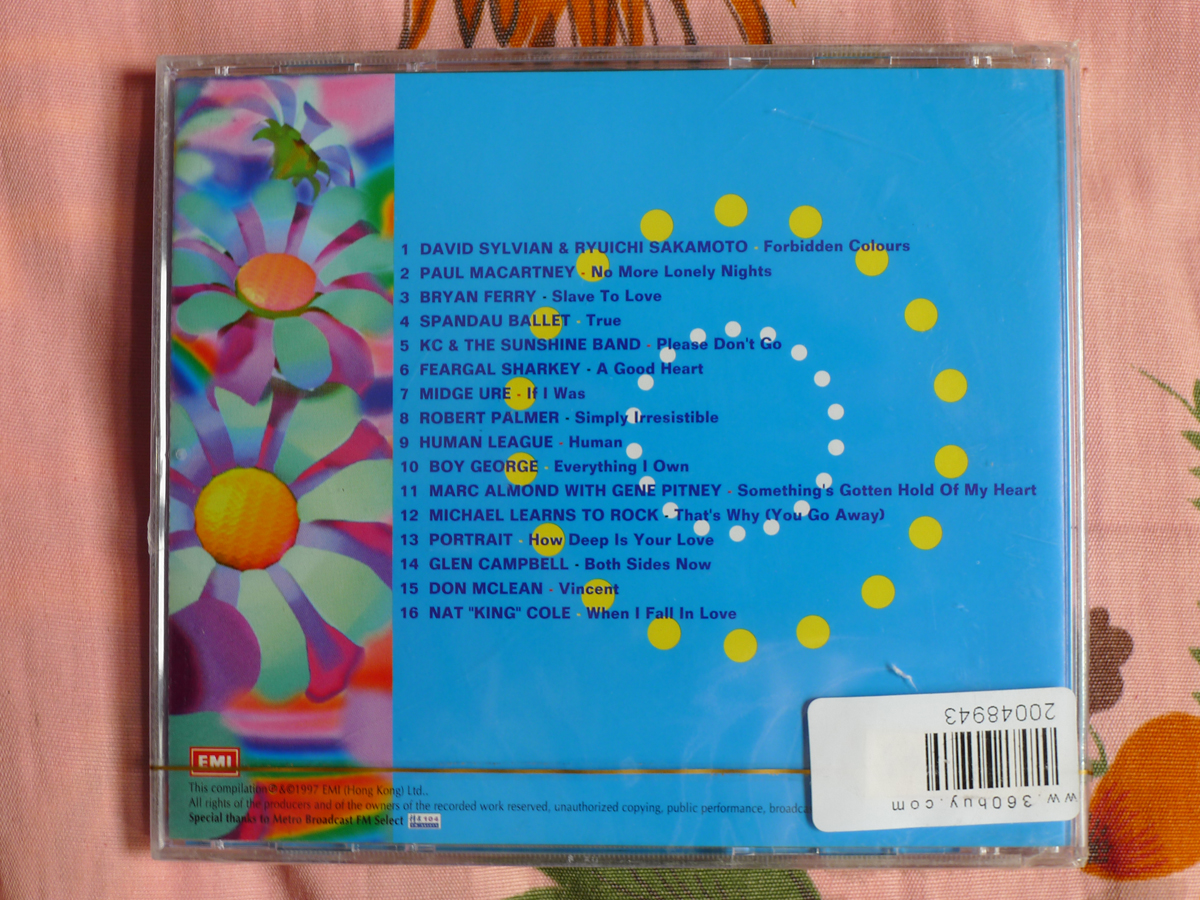 1 DAVID SYLVIAN & RYUICHI SAKAMOTO - Forbidden Colours
2 PAUL MACARTNEY - No More Lonely Nights
3 BRYAN FERRY - Slave To Love
4 SPANDAU BALLET - True
5 KC & THE SUNSHINE BAND - Please Don't Go
6 FEARGAL SHARKEY - A Good Heart
7 MIDGE URE - If I Was
8 ROBERT PALMER - Simply Irresistible
9 HUMAN LEAGUE - Human
10 BOY GEORGE - Everything I Own
11 MARC ALMOND WITH GENE PITNEY - Something's Gotten Hold Of My Heart
12 MICHAEL LEARNS TO ROCK - That's Why (You Go Away)
13 PORTRAIT - How Deep Is Your Love
14 GLEN CAMPBELL - Both Sides Now
15 DON MCLEAN - Vincent
16 NAT "KING" COLE - When I Fall In Love
20048943
w.360buy.com
EMI
This compilation ℗&©1997 EMI (Hong Kong) Ltd..
All rights of the producers and of the owners of the recorded work reserved, unauthorized copying, public performance, broadca
Special thanks to Metro Broadcast FM Select